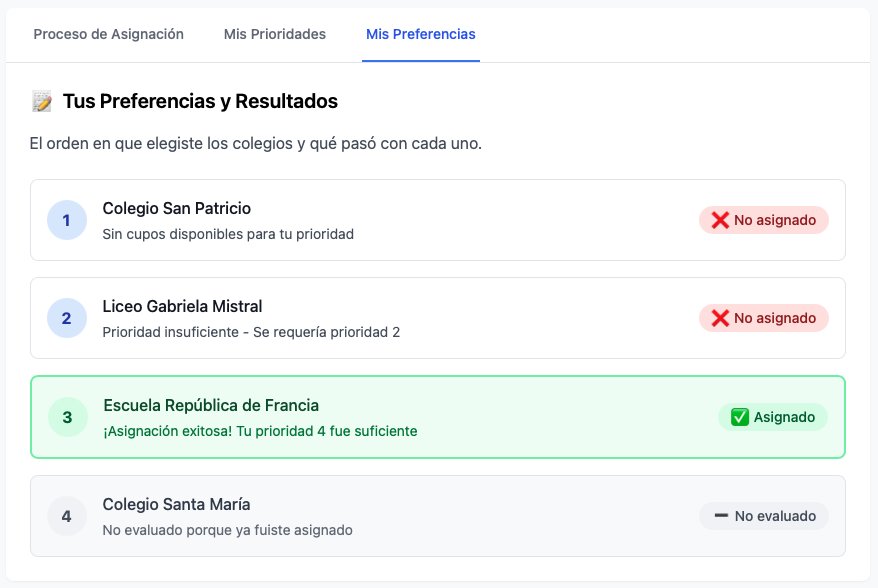 Proceso de Asignación
Mis Prioridades
Mis Preferencias
Tus Preferencias y Resultados
El orden en que elegiste los colegios y qué pasó con cada uno.
1
Colegio San Patricio
Sin cupos disponibles para tu prioridad
No asignado
2
Liceo Gabriela Mistral
Prioridad insuficiente - Se requería prioridad 2
No asignado
3
Escuela República de Francia
¡Asignación exitosa! Tu prioridad 4 fue suficiente
Asignado
4
Colegio Santa María
No evaluado porque ya fuiste asignado
No evaluado